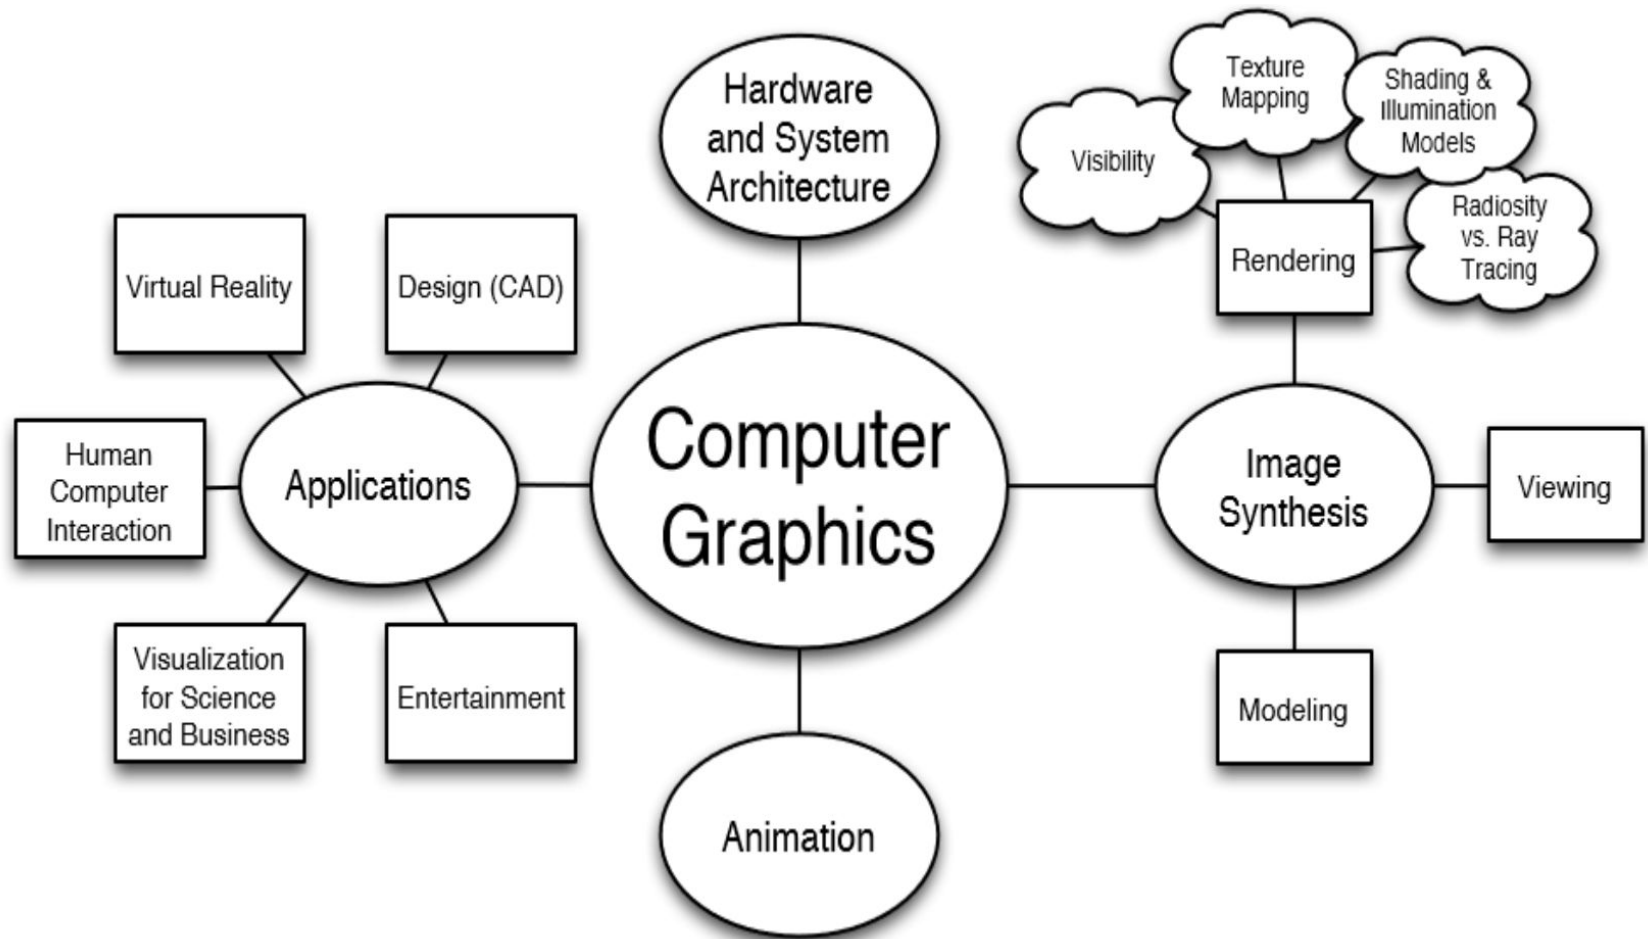 Hardware
and System
Architecture
Texture
Mapping
Shading &
Illumination
Models
Visibility
Radiosity
vs. Ray
Tracing
Rendering
Virtual Reality
Design (CAD)
Human
Computer
Interaction
Applications
Computer
Graphics
Image
Synthesis
Viewing
Visualization
for Science
and Business
Entertainment
Modeling
Animation